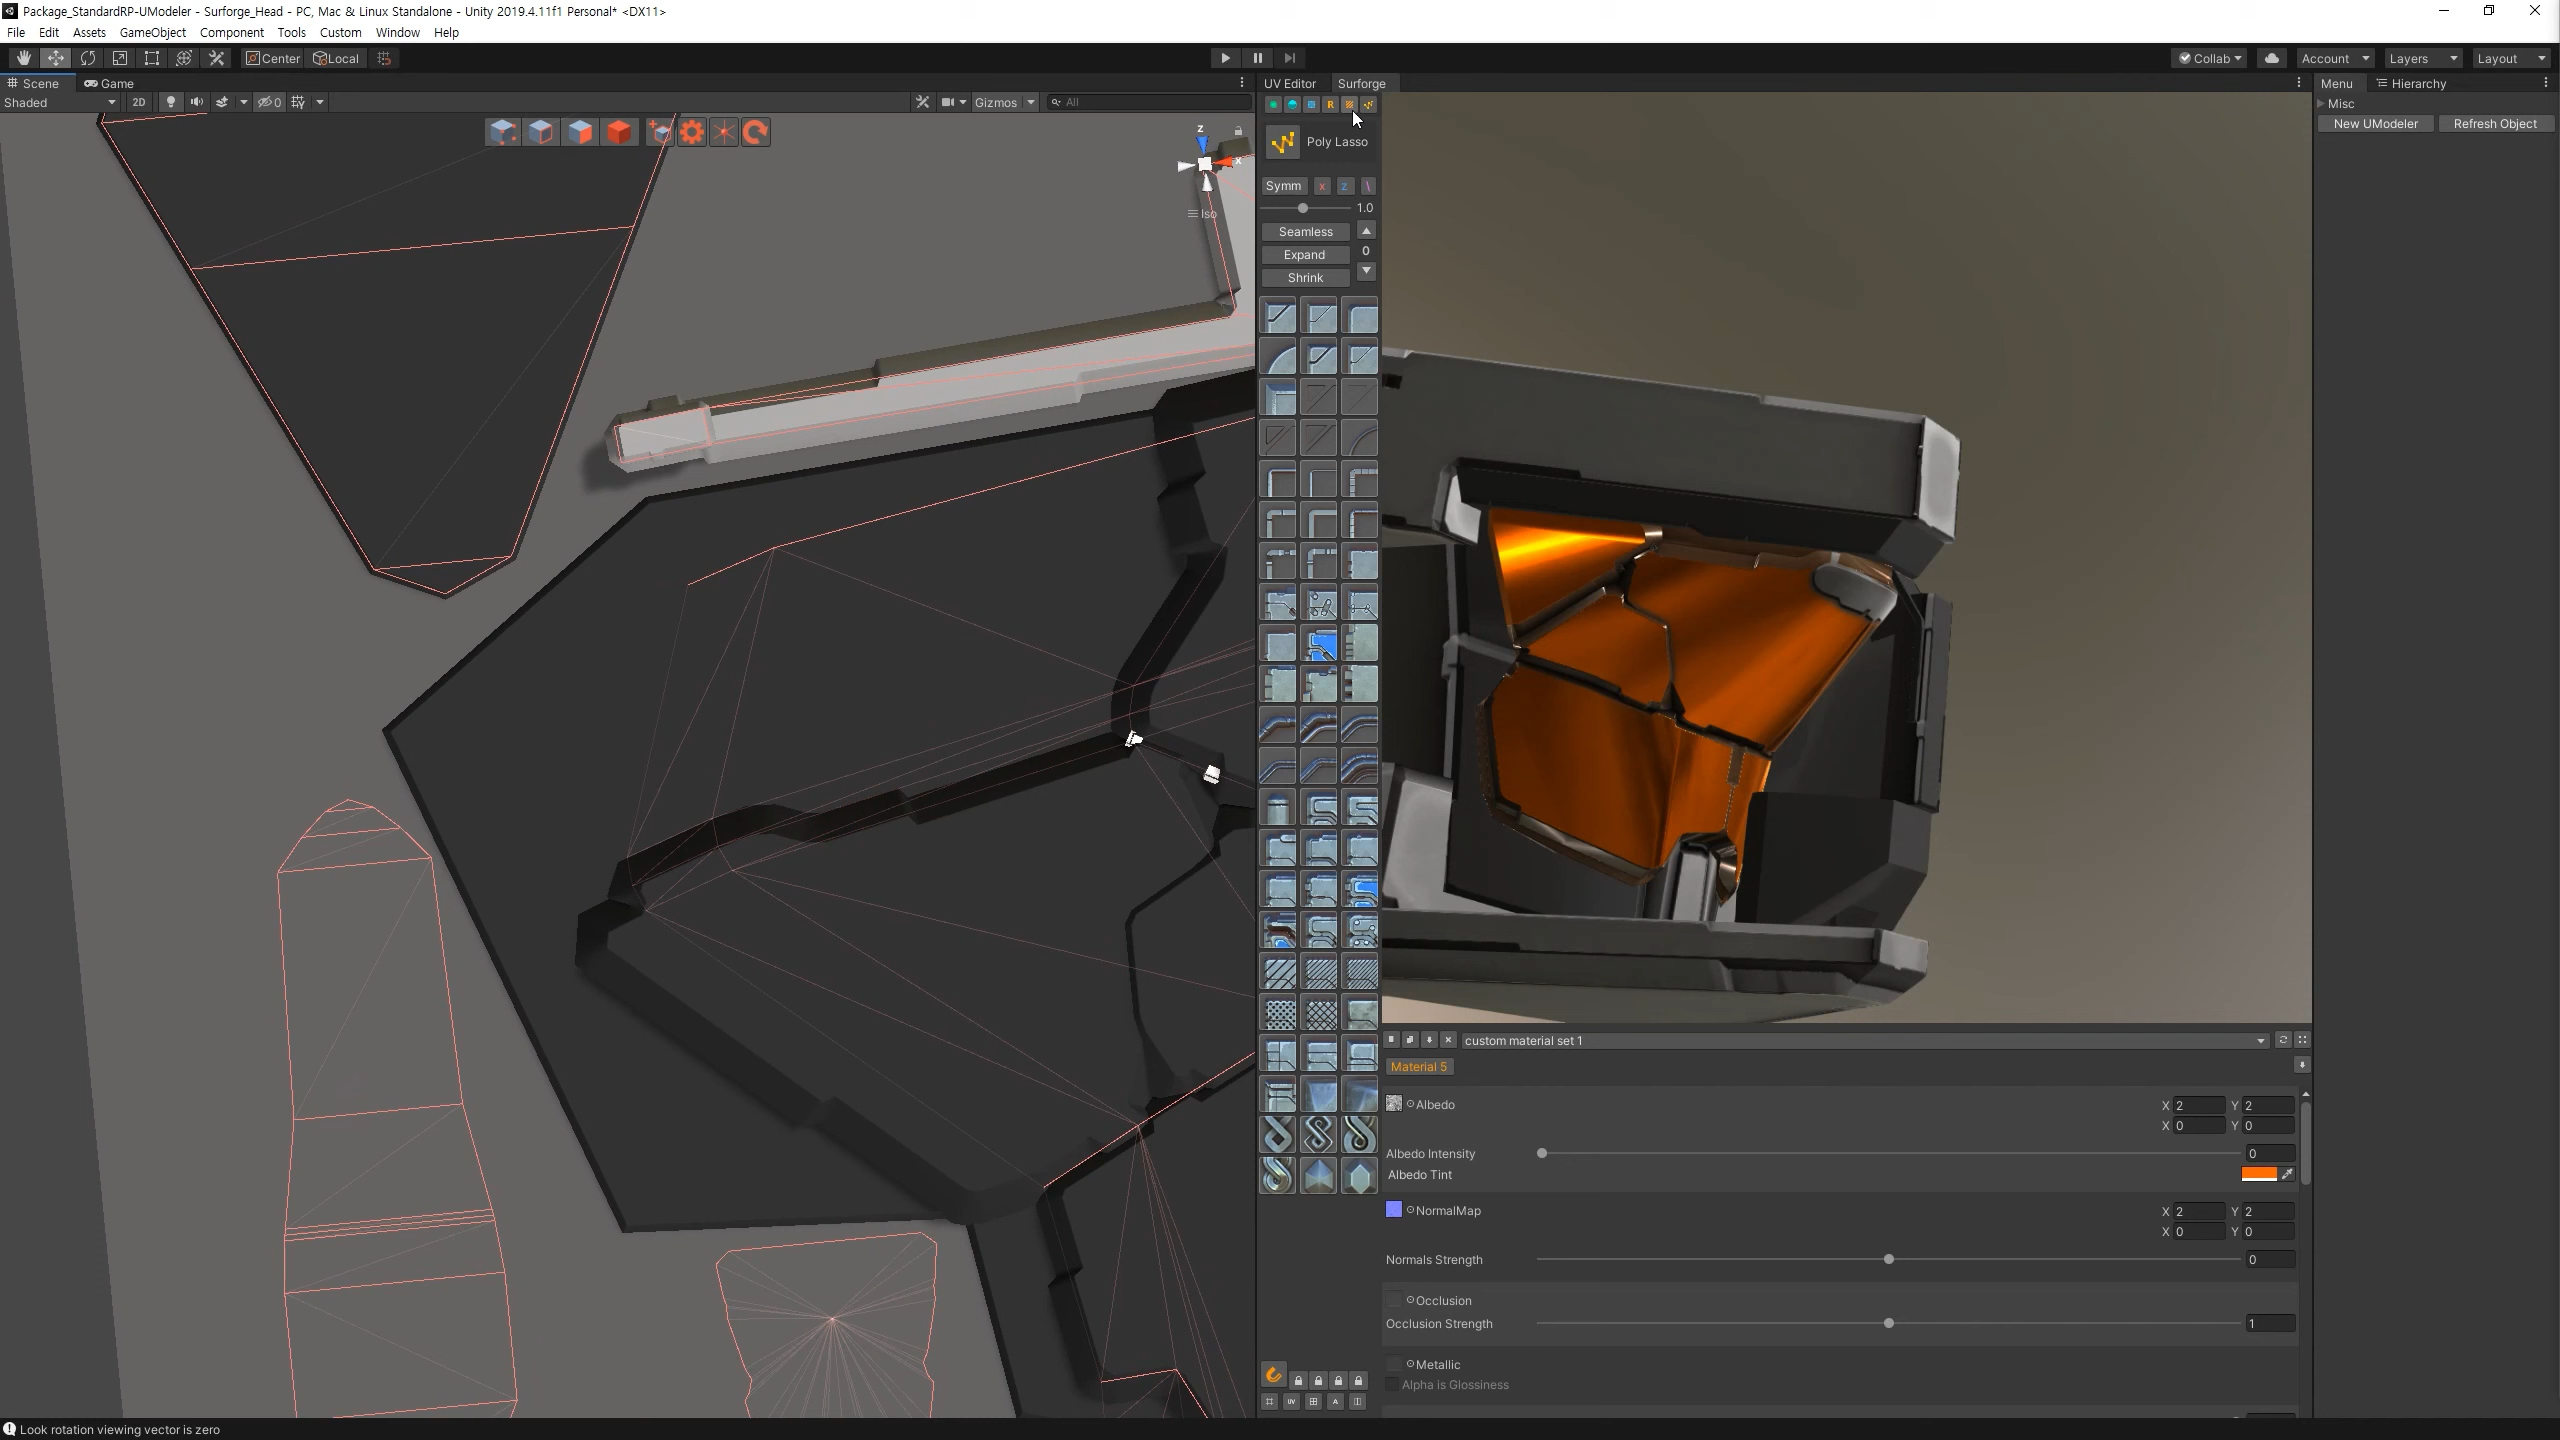 Package_StandardRP-UModeler - Surforge_Head - PC, Mac & Linux Standalone - Unity 2019.4.11f1 Personal* <DX11>
File Edit Assets GameObject Component Tools Custom Window Help
Center Local Collab Account Layers Layout
Scene Game UV Editor Surforge Menu Hierarchy
Shaded 2D 0 Gizmos All
R
Misc
New UModeler Refresh Object
Poly Lasso
z
x
Iso
Symm x z \
1.0
Seamless
0
Expand
Shrink
custom material set 1
Material 5
Albedo X 2 Y 2
X 0 Y 0
Albedo Intensity 0
Albedo Tint
NormalMap X 2 Y 2
X 0 Y 0
Normals Strength 0
Occlusion
Occlusion Strength 1
Metallic
Alpha is Glossiness
UV A
Look rotation viewing vector is zero